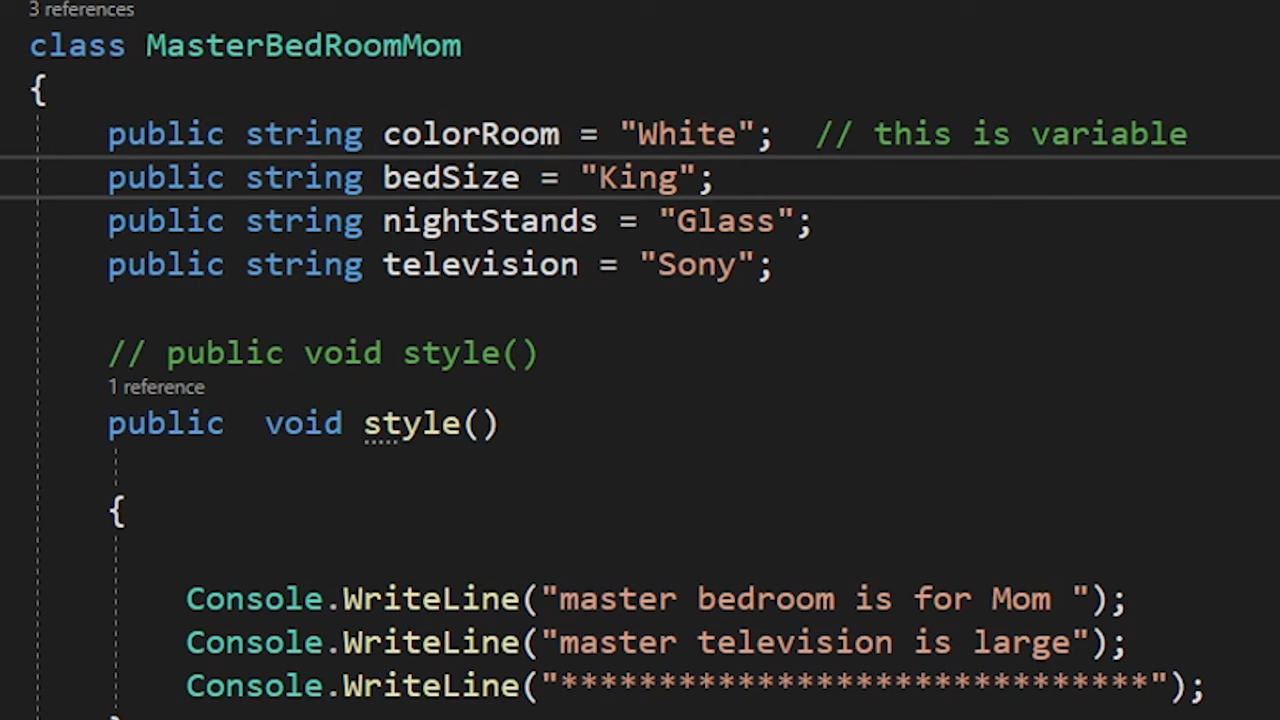 3 references
class MasterBedRoomMom
{
public string colorRoom = "White";  // this is variable
public string bedSize = "King";
public string nightStands = "Glass";
public string television = "Sony";
// public void style()
1 reference
public  void style()
{
Console.WriteLine("master bedroom is for Mom ");
Console.WriteLine("master television is large");
Console.WriteLine("******************************");